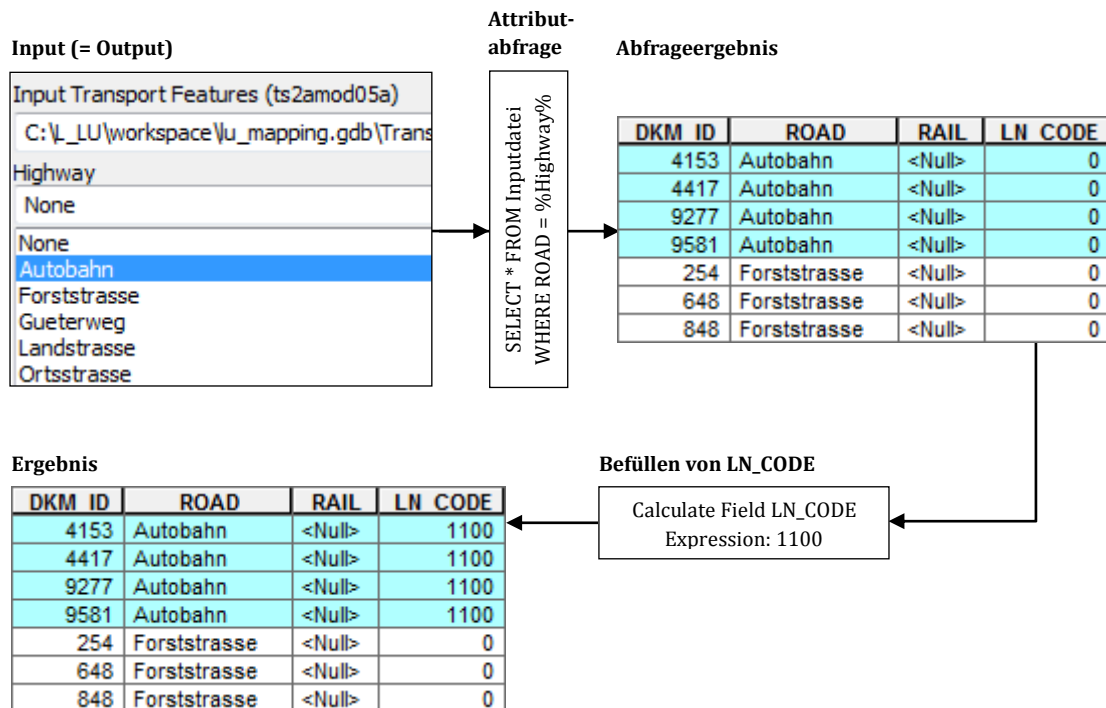 Input (= Output)
Input Transport Features (ts2amod05a)
C:\L_LU\workspace\lu_mapping.gdb\Trans
Highway
None
None
Autobahn
Forststrasse
Gueterweg
Landstrasse
Ortsstrasse
Attribut-
abfrage
SELECT * FROM Inputdatei
WHERE ROAD = %Highway%
Abfrageergebnis
DKM_ID ROAD RAIL LN_CODE
4153 Autobahn <Null> 0
4417 Autobahn <Null> 0
9277 Autobahn <Null> 0
9581 Autobahn <Null> 0
254 Forststrasse <Null> 0
648 Forststrasse <Null> 0
848 Forststrasse <Null> 0
Befüllen von LN_CODE
Calculate Field LN_CODE
Expression: 1100
Ergebnis
DKM_ID ROAD RAIL LN_CODE
4153 Autobahn <Null> 1100
4417 Autobahn <Null> 1100
9277 Autobahn <Null> 1100
9581 Autobahn <Null> 1100
254 Forststrasse <Null> 0
648 Forststrasse <Null> 0
848 Forststrasse <Null> 0